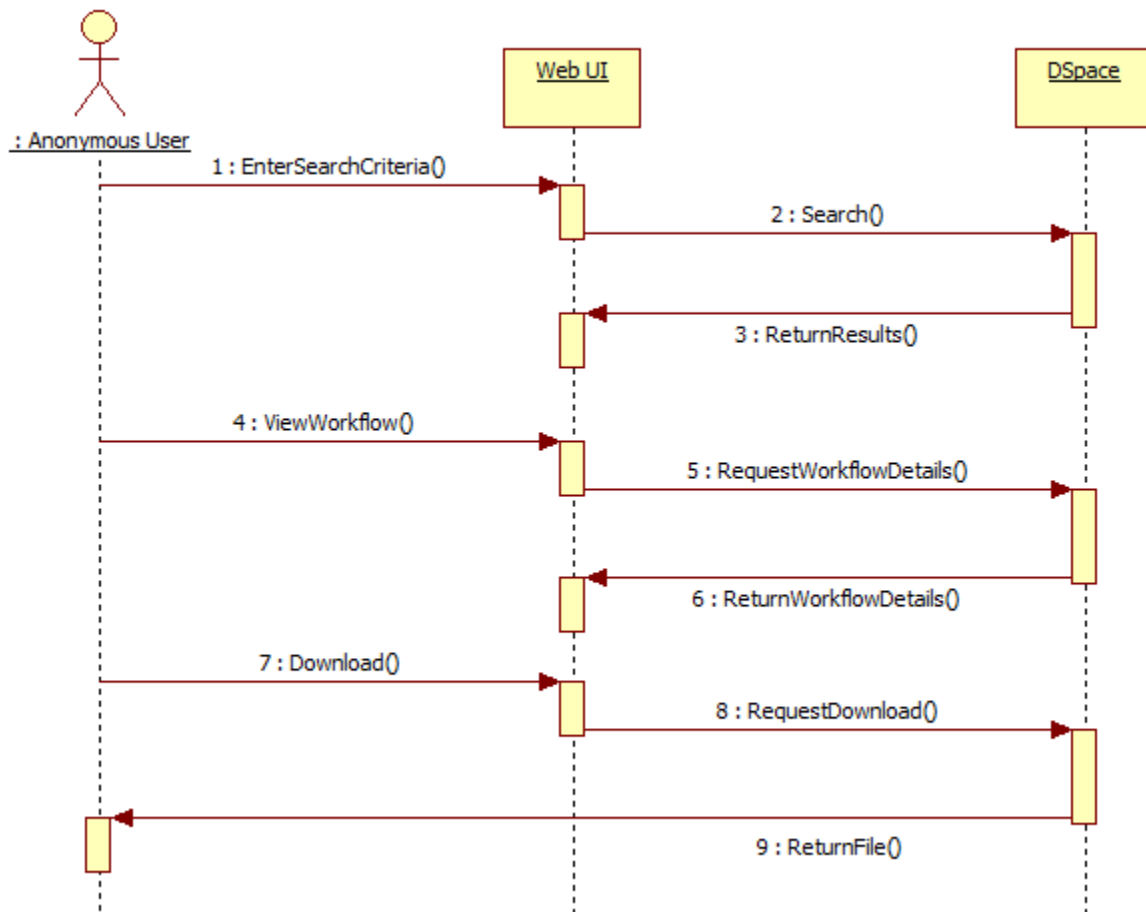 Web UI
DSpace
: Anonymous User
1 : EnterSearchCriteria()
2 : Search()
3 : ReturnResults()
4 : ViewWorkflow()
5 : RequestWorkflowDetails()
6 : ReturnWorkflowDetails()
7 : Download()
8 : RequestDownload()
9 : ReturnFile()